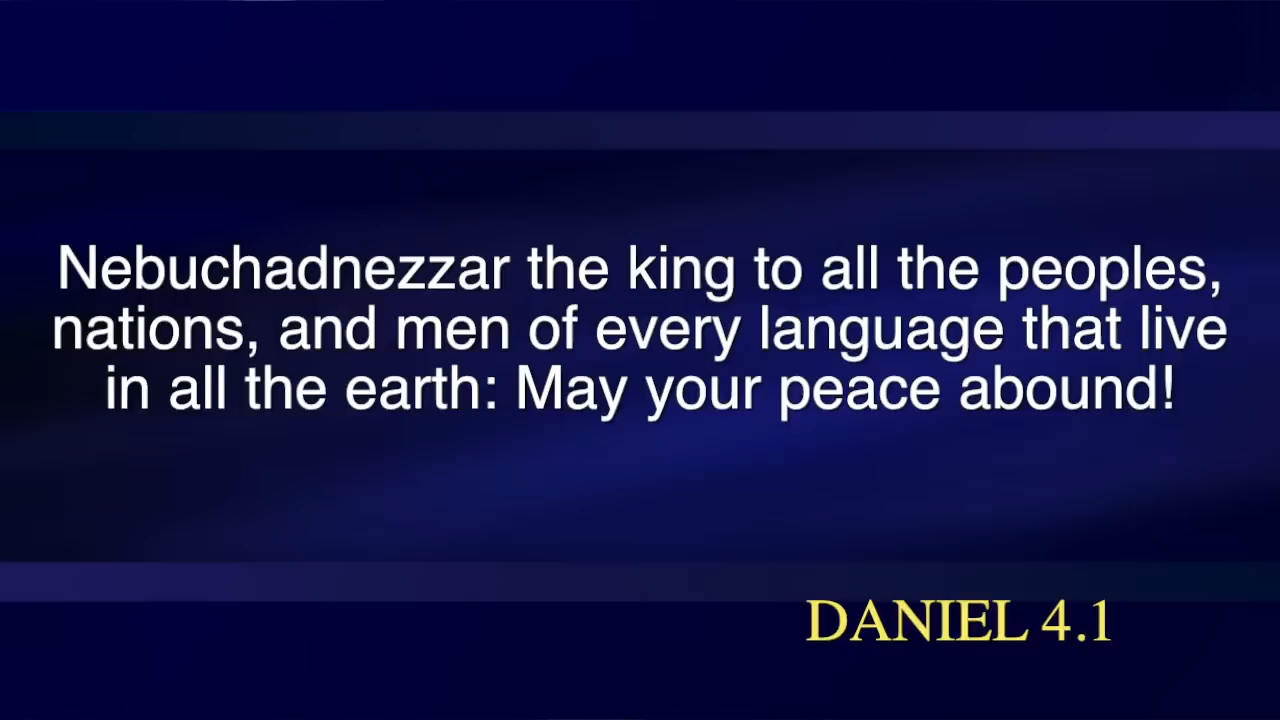 Nebuchadnezzar the king to all the peoples,
nations, and men of every language that live
in all the earth: May your peace abound!
DANIEL 4.1